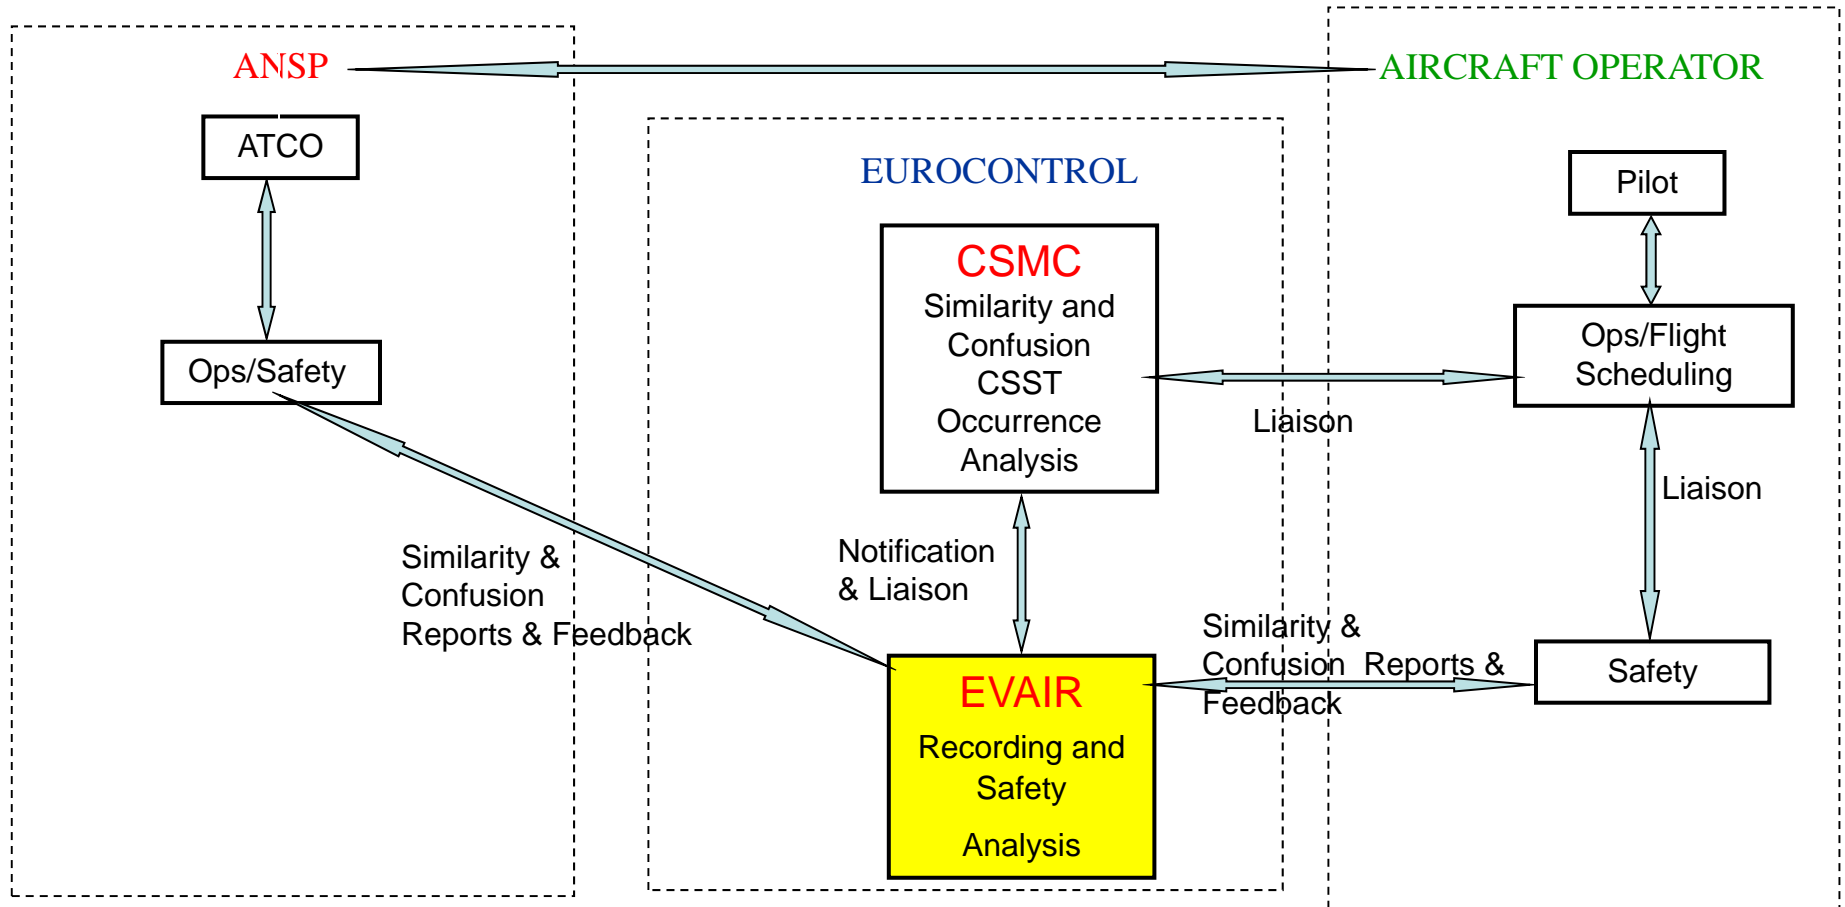 ANSP
AIRCRAFT OPERATOR
ATCO
EUROCONTROL
Pilot
CSMC
Similarity and
Confusion
CSST
Occurrence
Analysis
Ops/Flight
Scheduling
Ops/Safety
Liaison
Liaison
Similarity &
Confusion
Reports & Feedback
Notification
& Liaison
Similarity &
Confusion  Reports &
Feedback
Safety
EVAIR
Recording and
Safety
Analysis